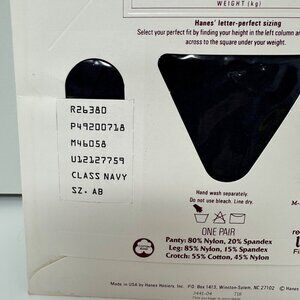 WEIGHT (kg)
Hanes' letter-perfect sizing
Select your perfect fit by finding your height in the left column and
across to the square under your weight.
R26380
P49200718
M46058
U12127759
CLASS NAVY
SZ. AB
Hand wash separately.
Do not use bleach. Line dry.
ONE PAIR
Panty: 80% Nylon, 20% Spandex
Leg: 85% Nylon, 15% Spandex
Crotch: 55% Cotton, 45% Nylon
Made in USA by Hanes Hosiery, Inc. P.O. Box 1413, Winston-Salem, NC 27102